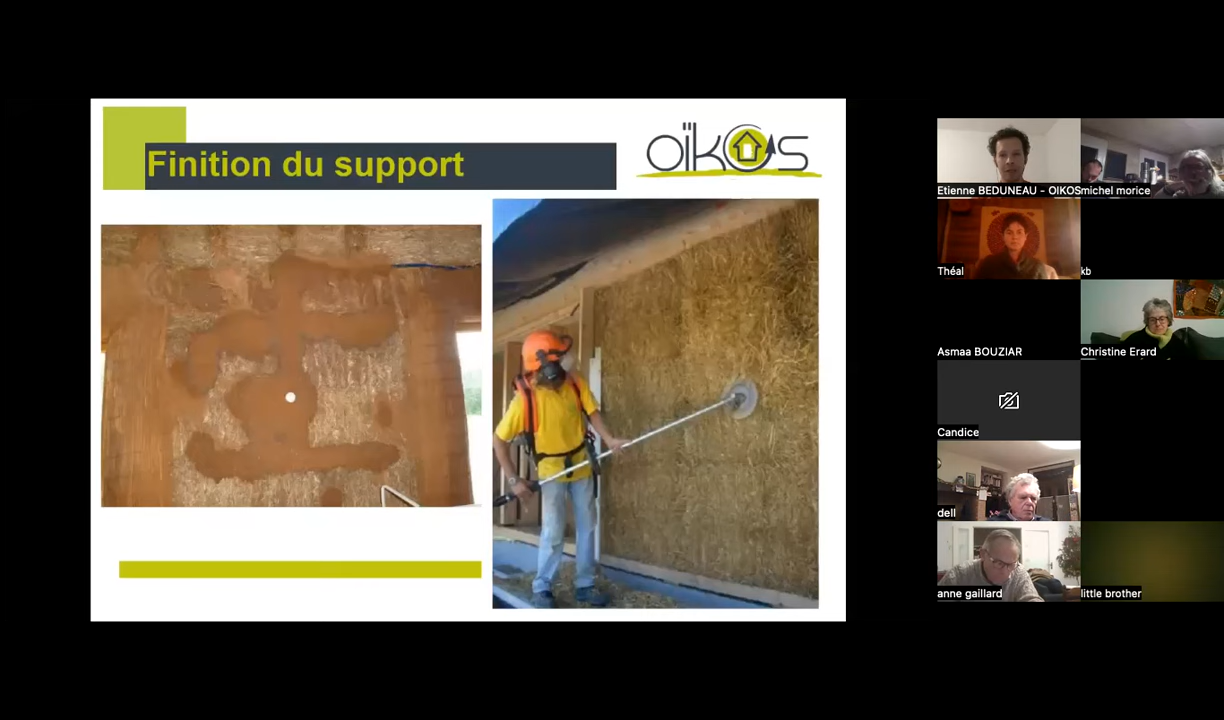 Finition du support
oïkos
Etienne BEDUNEAU - OIKOS
michel morice
Théal
kb
Asmaa BOUZIAR
Christine Erard
Candice
dell
anne gaillard
little brother